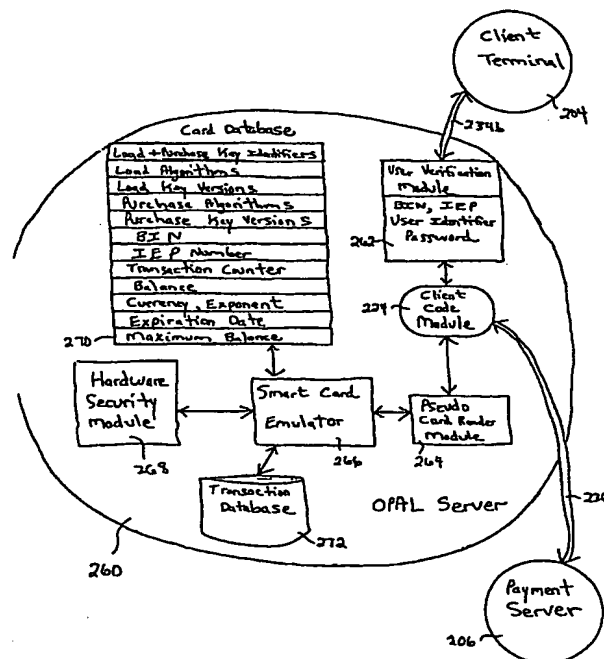 Client
Terminal
204
234b
Card Database
Load + Purchase Key Identifiers
Load Algorithms
Load Key Versions
Purchase Algorithms
Purchase Key Versions
BIN
IEP Number
Transaction Counter
Balance
Currency, Exponent
Expiration Date
Maximum Balance
270
User Verification
Module
BIN, IEP
User Identifier
Password
262
224
Client
Code
Module
Hardware
Security
Module
268
Smart Card
Emulator
266
Pseudo
Card Reader
Module
264
Transaction
Database
272
OPAL Server
260
Payment
Server
206